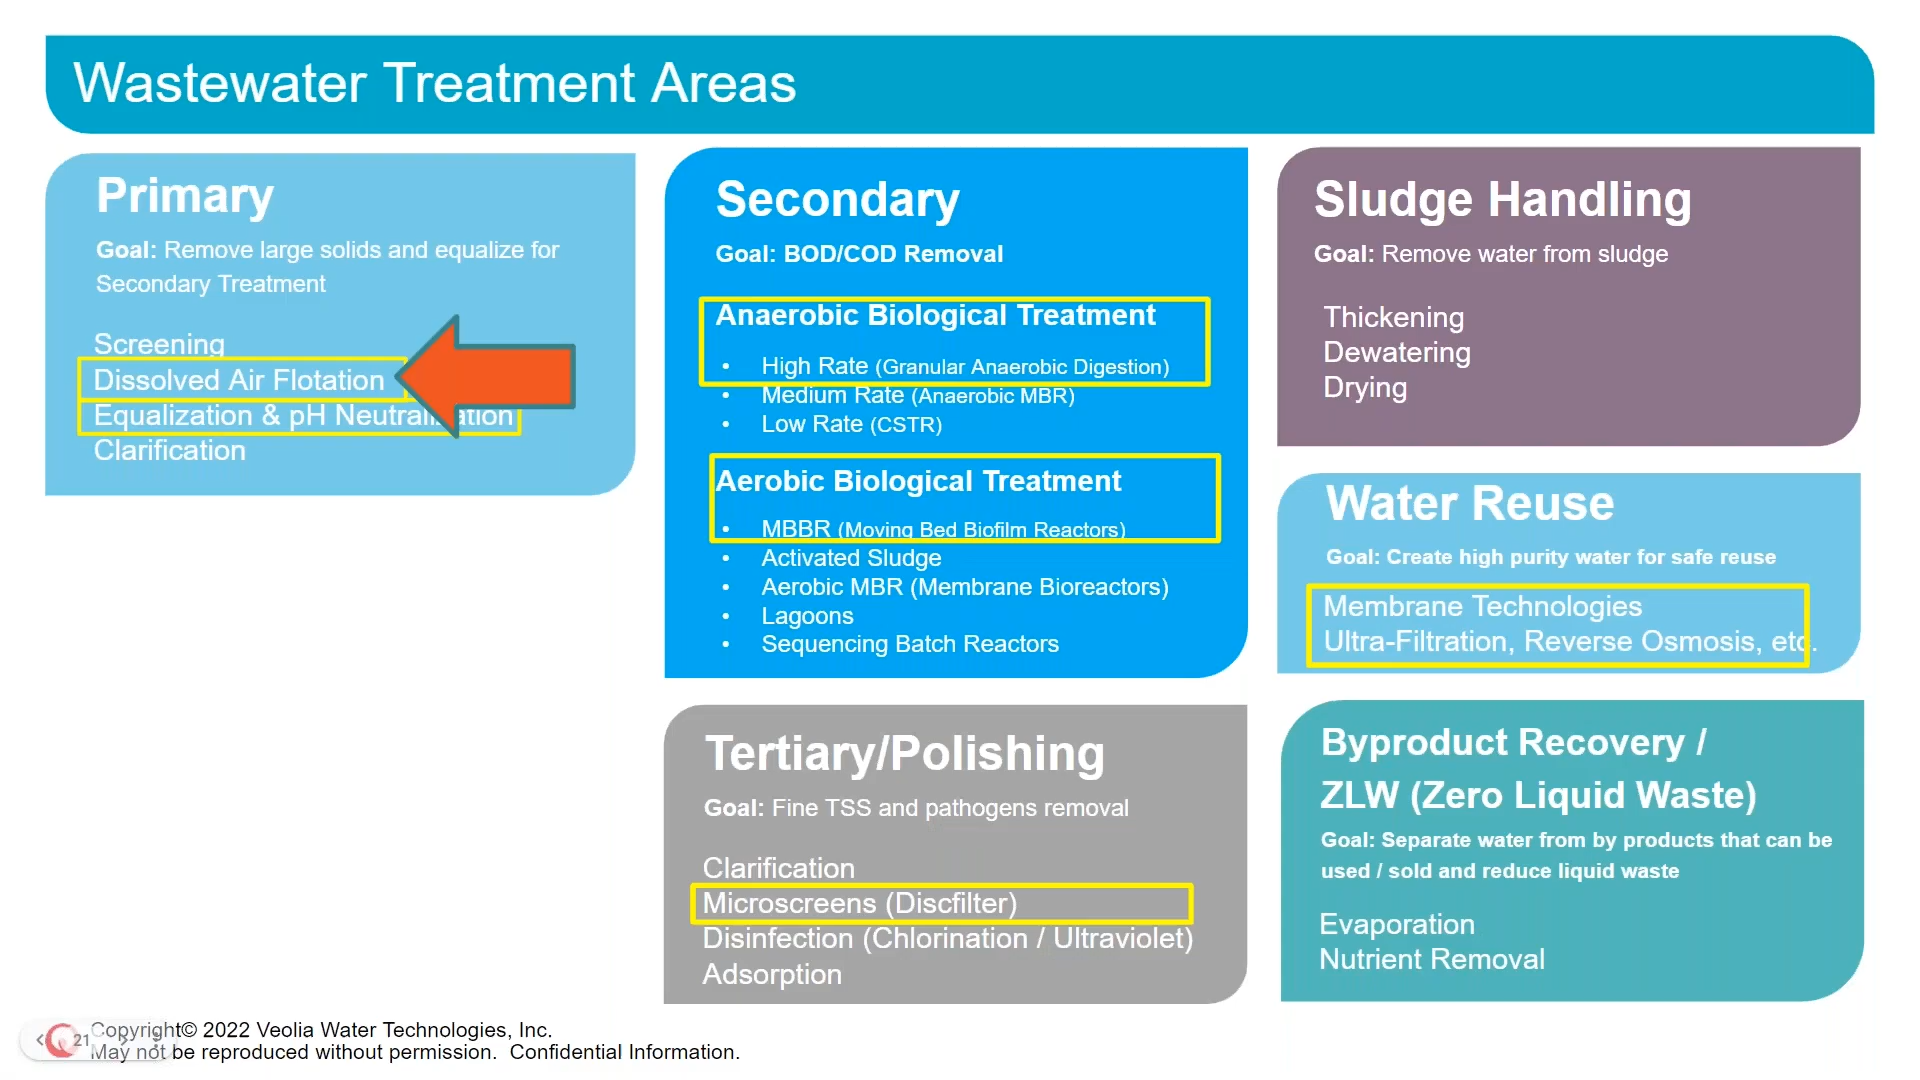 Wastewater Treatment Areas
Primary
Goal: Remove large solids and equalize for
Secondary Treatment
Screening
Dissolved Air Flotation
Equalization & pH
Clarification
Secondary
Goal: BOD/COD Removal
Anaerobic Biological Treatment
• High Rate (Granular Anaerobic Digestion)
• Medium Rate (Anaerobic MBR)
• Low Rate (CSTR)
Aerobic Biological Treatment
• MBBR (Moving Bed Biofilm Reactors)
• Activated Sludge
• Aerobic MBR (Membrane Bioreactors)
• Lagoons
• Sequencing Batch Reactors
Tertiary/Polishing
Goal: Fine TSS and pathogens removal
Clarification
Microscreens (Discfilter)
Disinfection (Chlorination / Ultraviolet)
Adsorption
Sludge Handling
Goal: Remove water from sludge
Thickening
Dewatering
Drying
Water Reuse
Goal: Create high purity water for safe reuse
Membrane Technologies
Ultra-Filtration, Reverse Osmosis, etc.
Byproduct Recovery /
ZLW (Zero Liquid Waste)
Goal: Separate water from by products that can be
used / sold and reduce liquid waste
Evaporation
Nutrient Removal
Copyright© 2022 Veolia Water Technologies, Inc.
May not be reproduced without permission. Confidential Information.
21